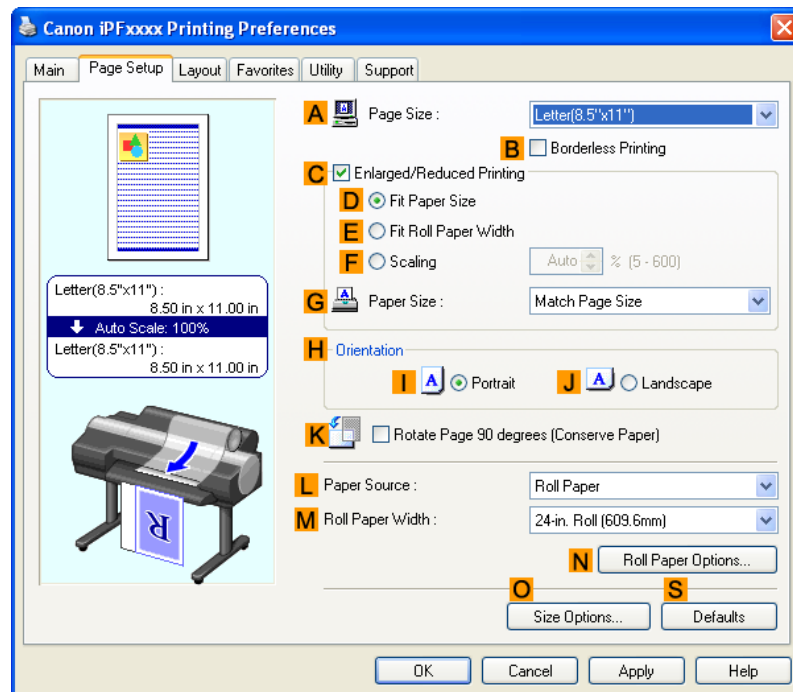 Canon iPFxxxx Printing Preferences
Main Page Setup Layout Favorites Utility Support
A Page Size : Letter(8.5"x11")
B Borderless Printing
C Enlarged/Reduced Printing
D Fit Paper Size
E Fit Roll Paper Width
F Scaling Auto % (5 - 600)
G Paper Size : Match Page Size
Letter(8.5"x11") :
8.50 in x 11.00 in
Auto Scale: 100%
Letter(8.5"x11") :
8.50 in x 11.00 in
H Orientation
I A Portrait J A Landscape
K Rotate Page 90 degrees (Conserve Paper)
L Paper Source : Roll Paper
M Roll Paper Width : 24-in. Roll (609.6mm)
R
N Roll Paper Options...
O S
Size Options... Defaults
OK Cancel Apply Help